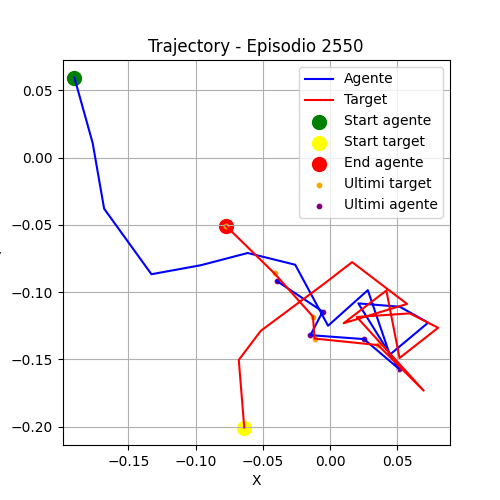 Trajectory - Episodio 2550
Agente
Target
Start agente
Start target
End agente
Ultimi target
Ultimi agente
0.05
0.00
−0.05
−0.10
−0.15
−0.20
−0.15
−0.10
−0.05
0.00
0.05
X